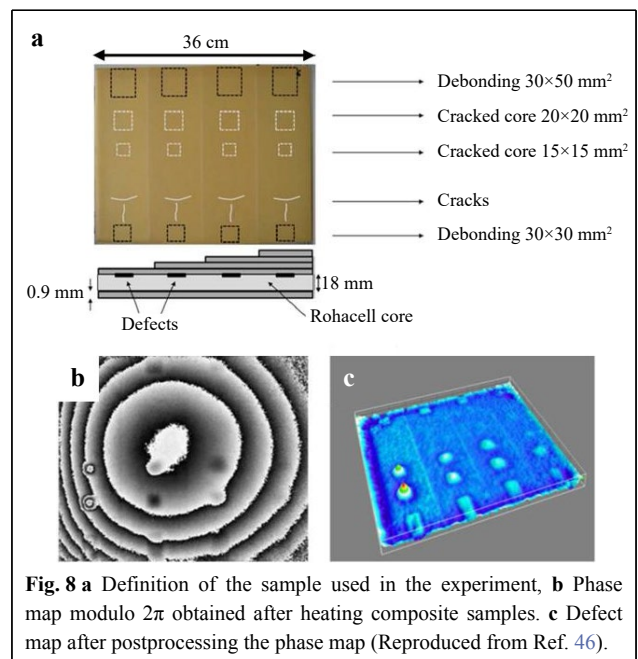 a
36 cm
Debonding 30×50 mm²
Cracked core 20×20 mm²
Cracked core 15×15 mm²
Cracks
Debonding 30×30 mm²
0.9 mm
18 mm
Defects
Rohacell core
b
c
Fig. 8 a Definition of the sample used in the experiment, b Phase
map modulo 2π obtained after heating composite samples. c Defect
map after postprocessing the phase map (Reproduced from Ref. 46).